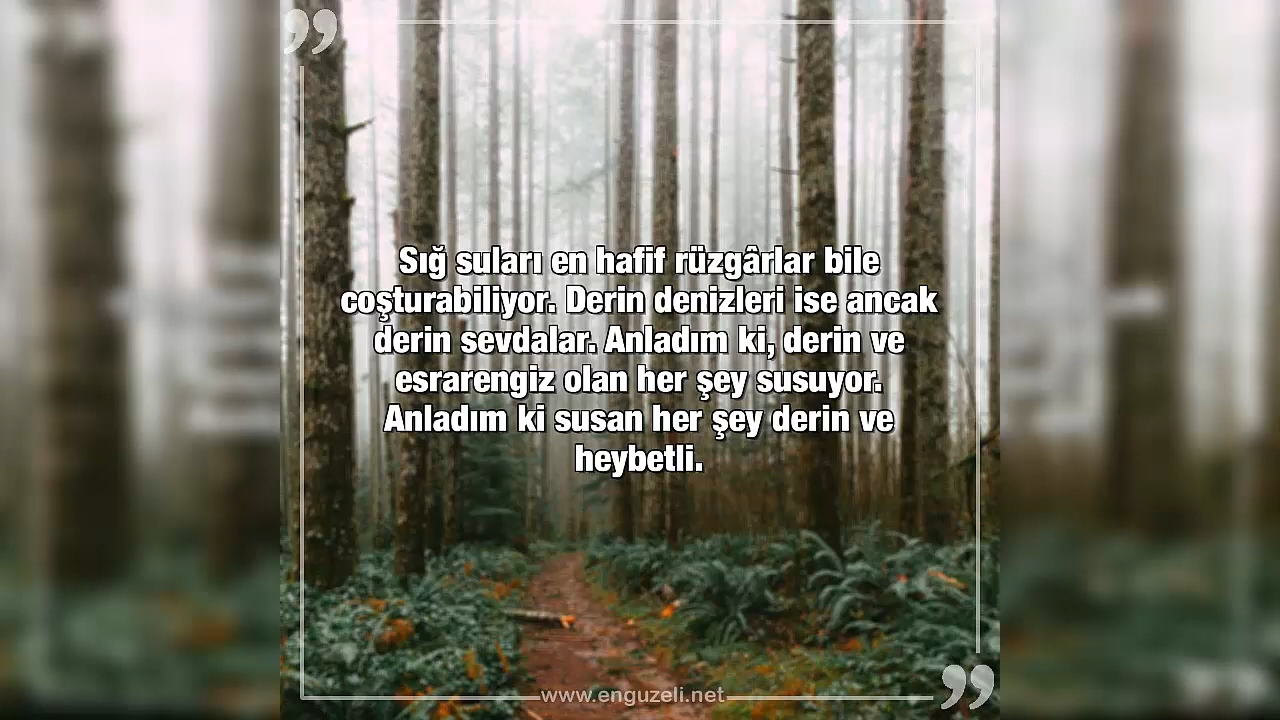 Sığ suları en hafif rüzgârlar bile
coşturabiliyor. Derin denizleri ise ancak
derin sevdalar. Anladım ki, derin ve
esrarengiz olan her şey susuyor.
Anladım ki susan her şey derin ve
heybetli.
www.enguzeli.net